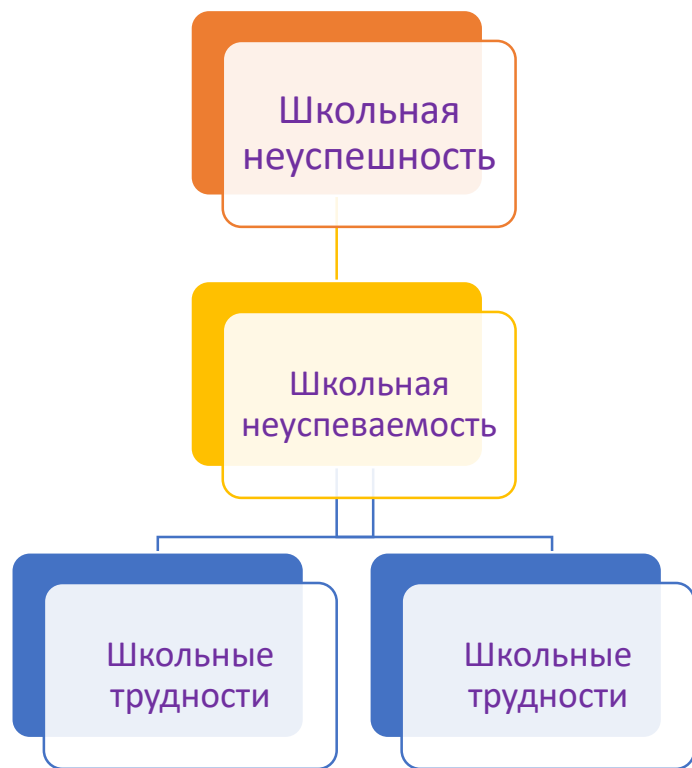 Школьная
неуспешность
Школьная
неуспеваемость
Школьные
трудности
Школьные
трудности